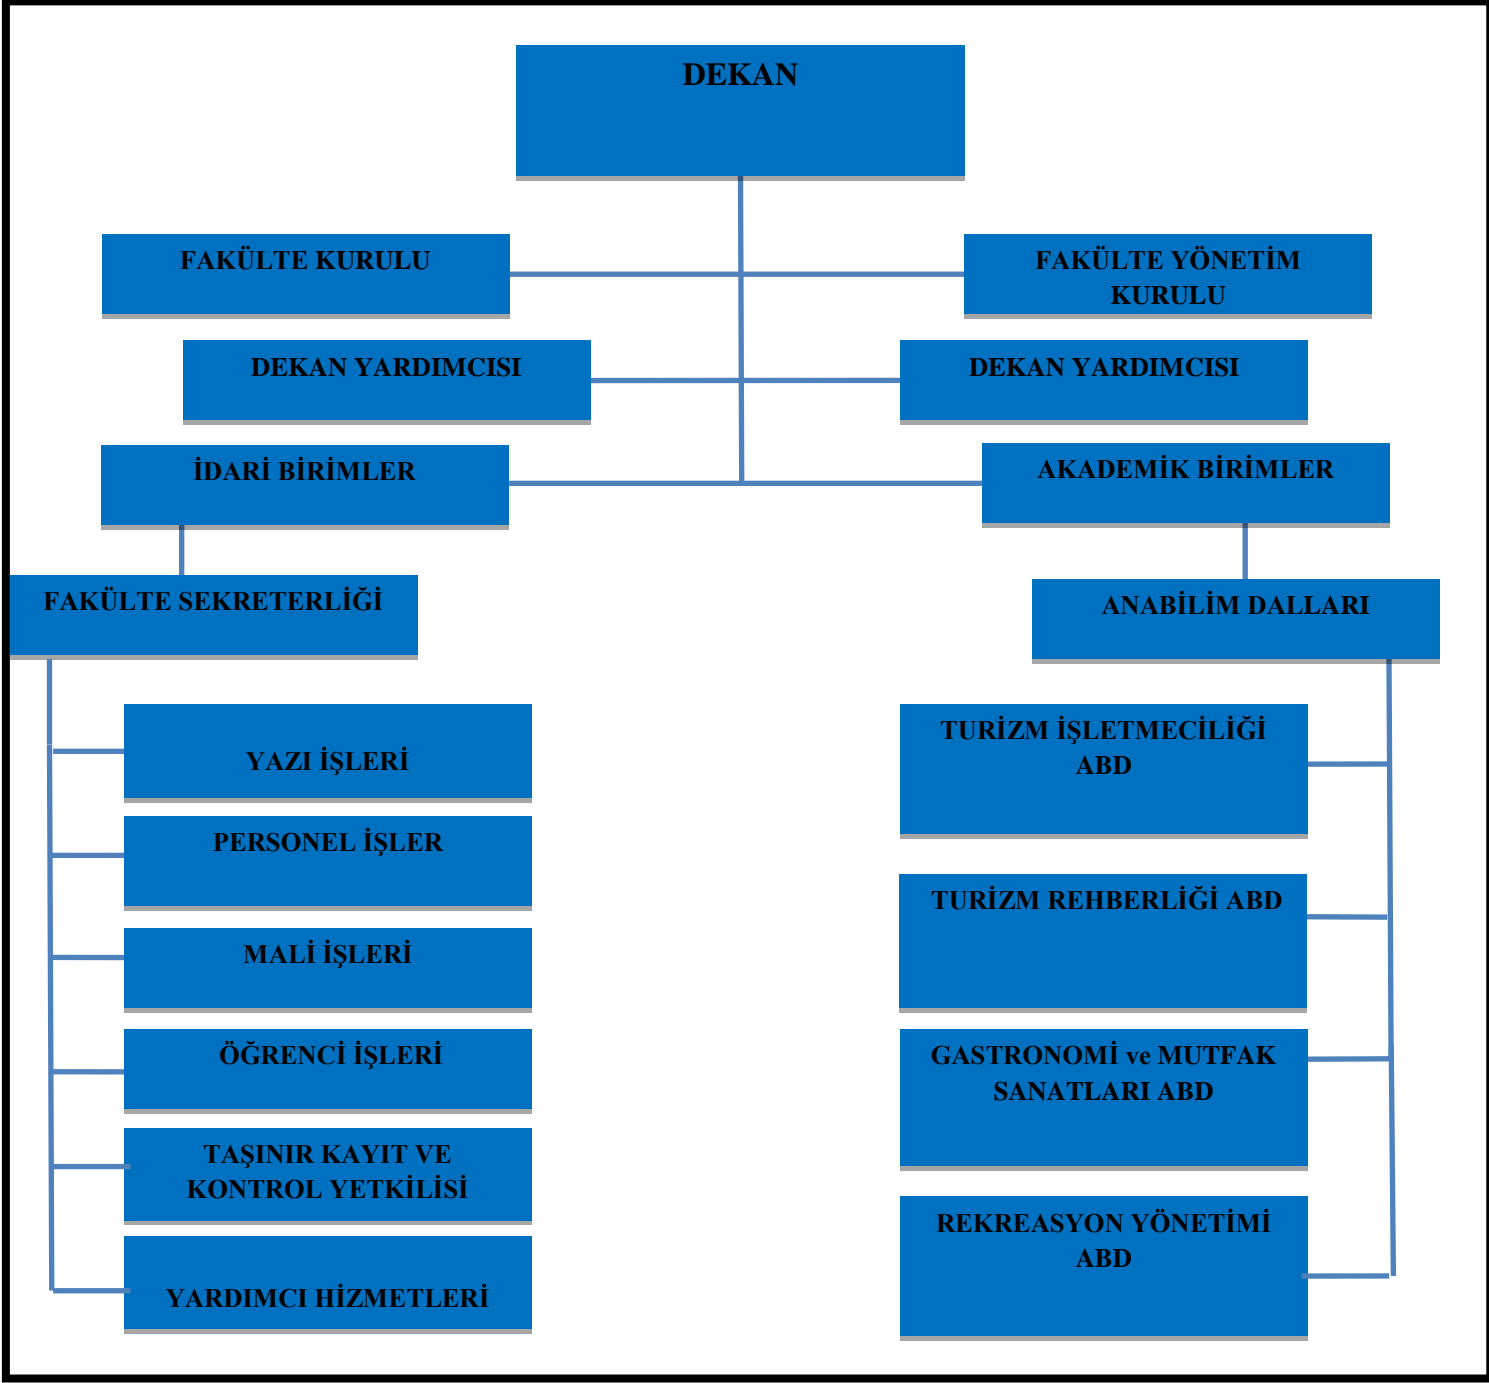 DEKAN
FAKÜLTE KURULU
FAKÜLTE YÖNETİM
KURULU
DEKAN YARDIMCISI
DEKAN YARDIMCISI
İDARİ BİRİMLER
AKADEMİK BİRİMLER
FAKÜLTE SEKRETERLİĞİ
ANABİLİM DALLARI
YAZI İŞLERİ
PERSONEL İŞLER
MALİ İŞLERİ
ÖĞRENCİ İŞLERİ
TAŞINIR KAYIT VE
KONTROL YETKİLİSİ
YARDIMCI HİZMETLERİ
TURİZM İŞLETMECİLİĞİ
ABD
TURİZM REHBERLİĞİ ABD
GASTRONOMİ ve MUTFAK
SANATLARI ABD
REKREASYON YÖNETİMİ
ABD